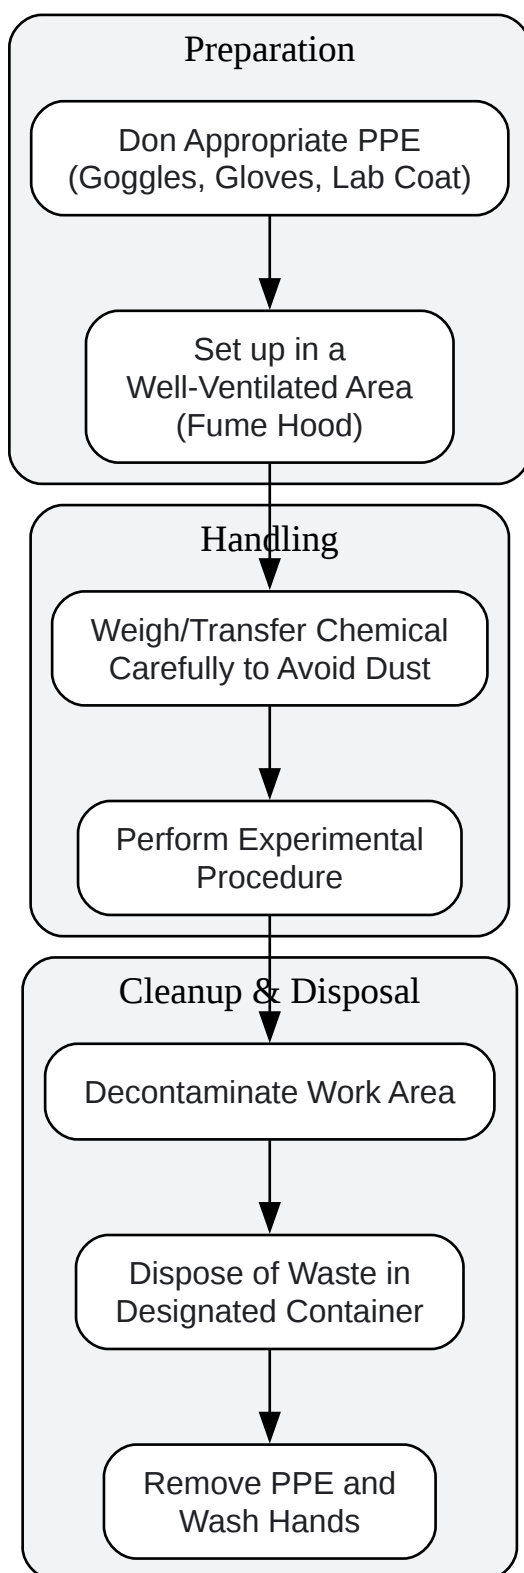 Preparation
Don Appropriate PPE
(Goggles, Gloves, Lab Coat)
Set up in a
Well-Ventilated Area
(Fume Hood)
Handling
Weigh/Transfer Chemical
Carefully to Avoid Dust
Perform Experimental
Procedure
Cleanup & Disposal
Decontaminate Work Area
Dispose of Waste in
Designated Container
Remove PPE and
Wash Hands